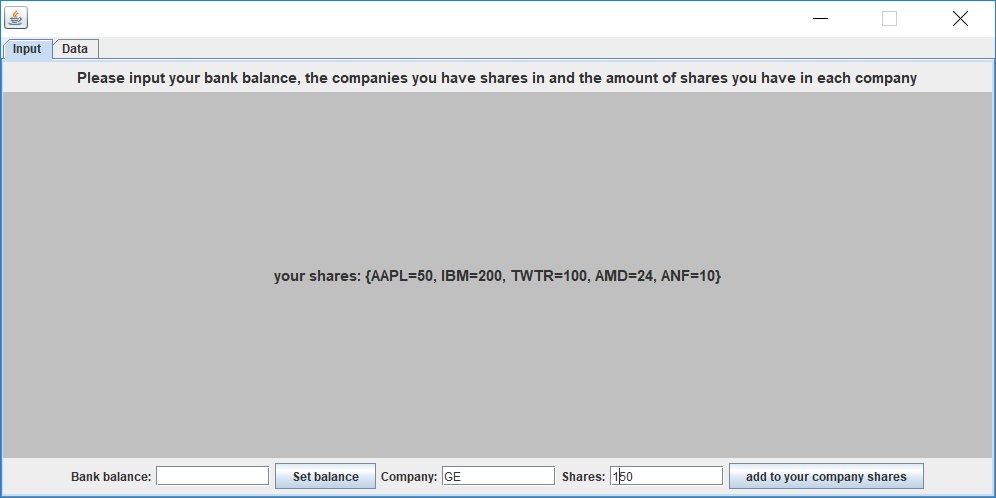 Input Data
Please input your bank balance, the companies you have shares in and the amount of shares you have in each company
your shares: {AAPL=50, IBM=200, TWTR=100, AMD=24, ANF=10}
Bank balance: Set balance Company: GE Shares: 150 add to your company shares